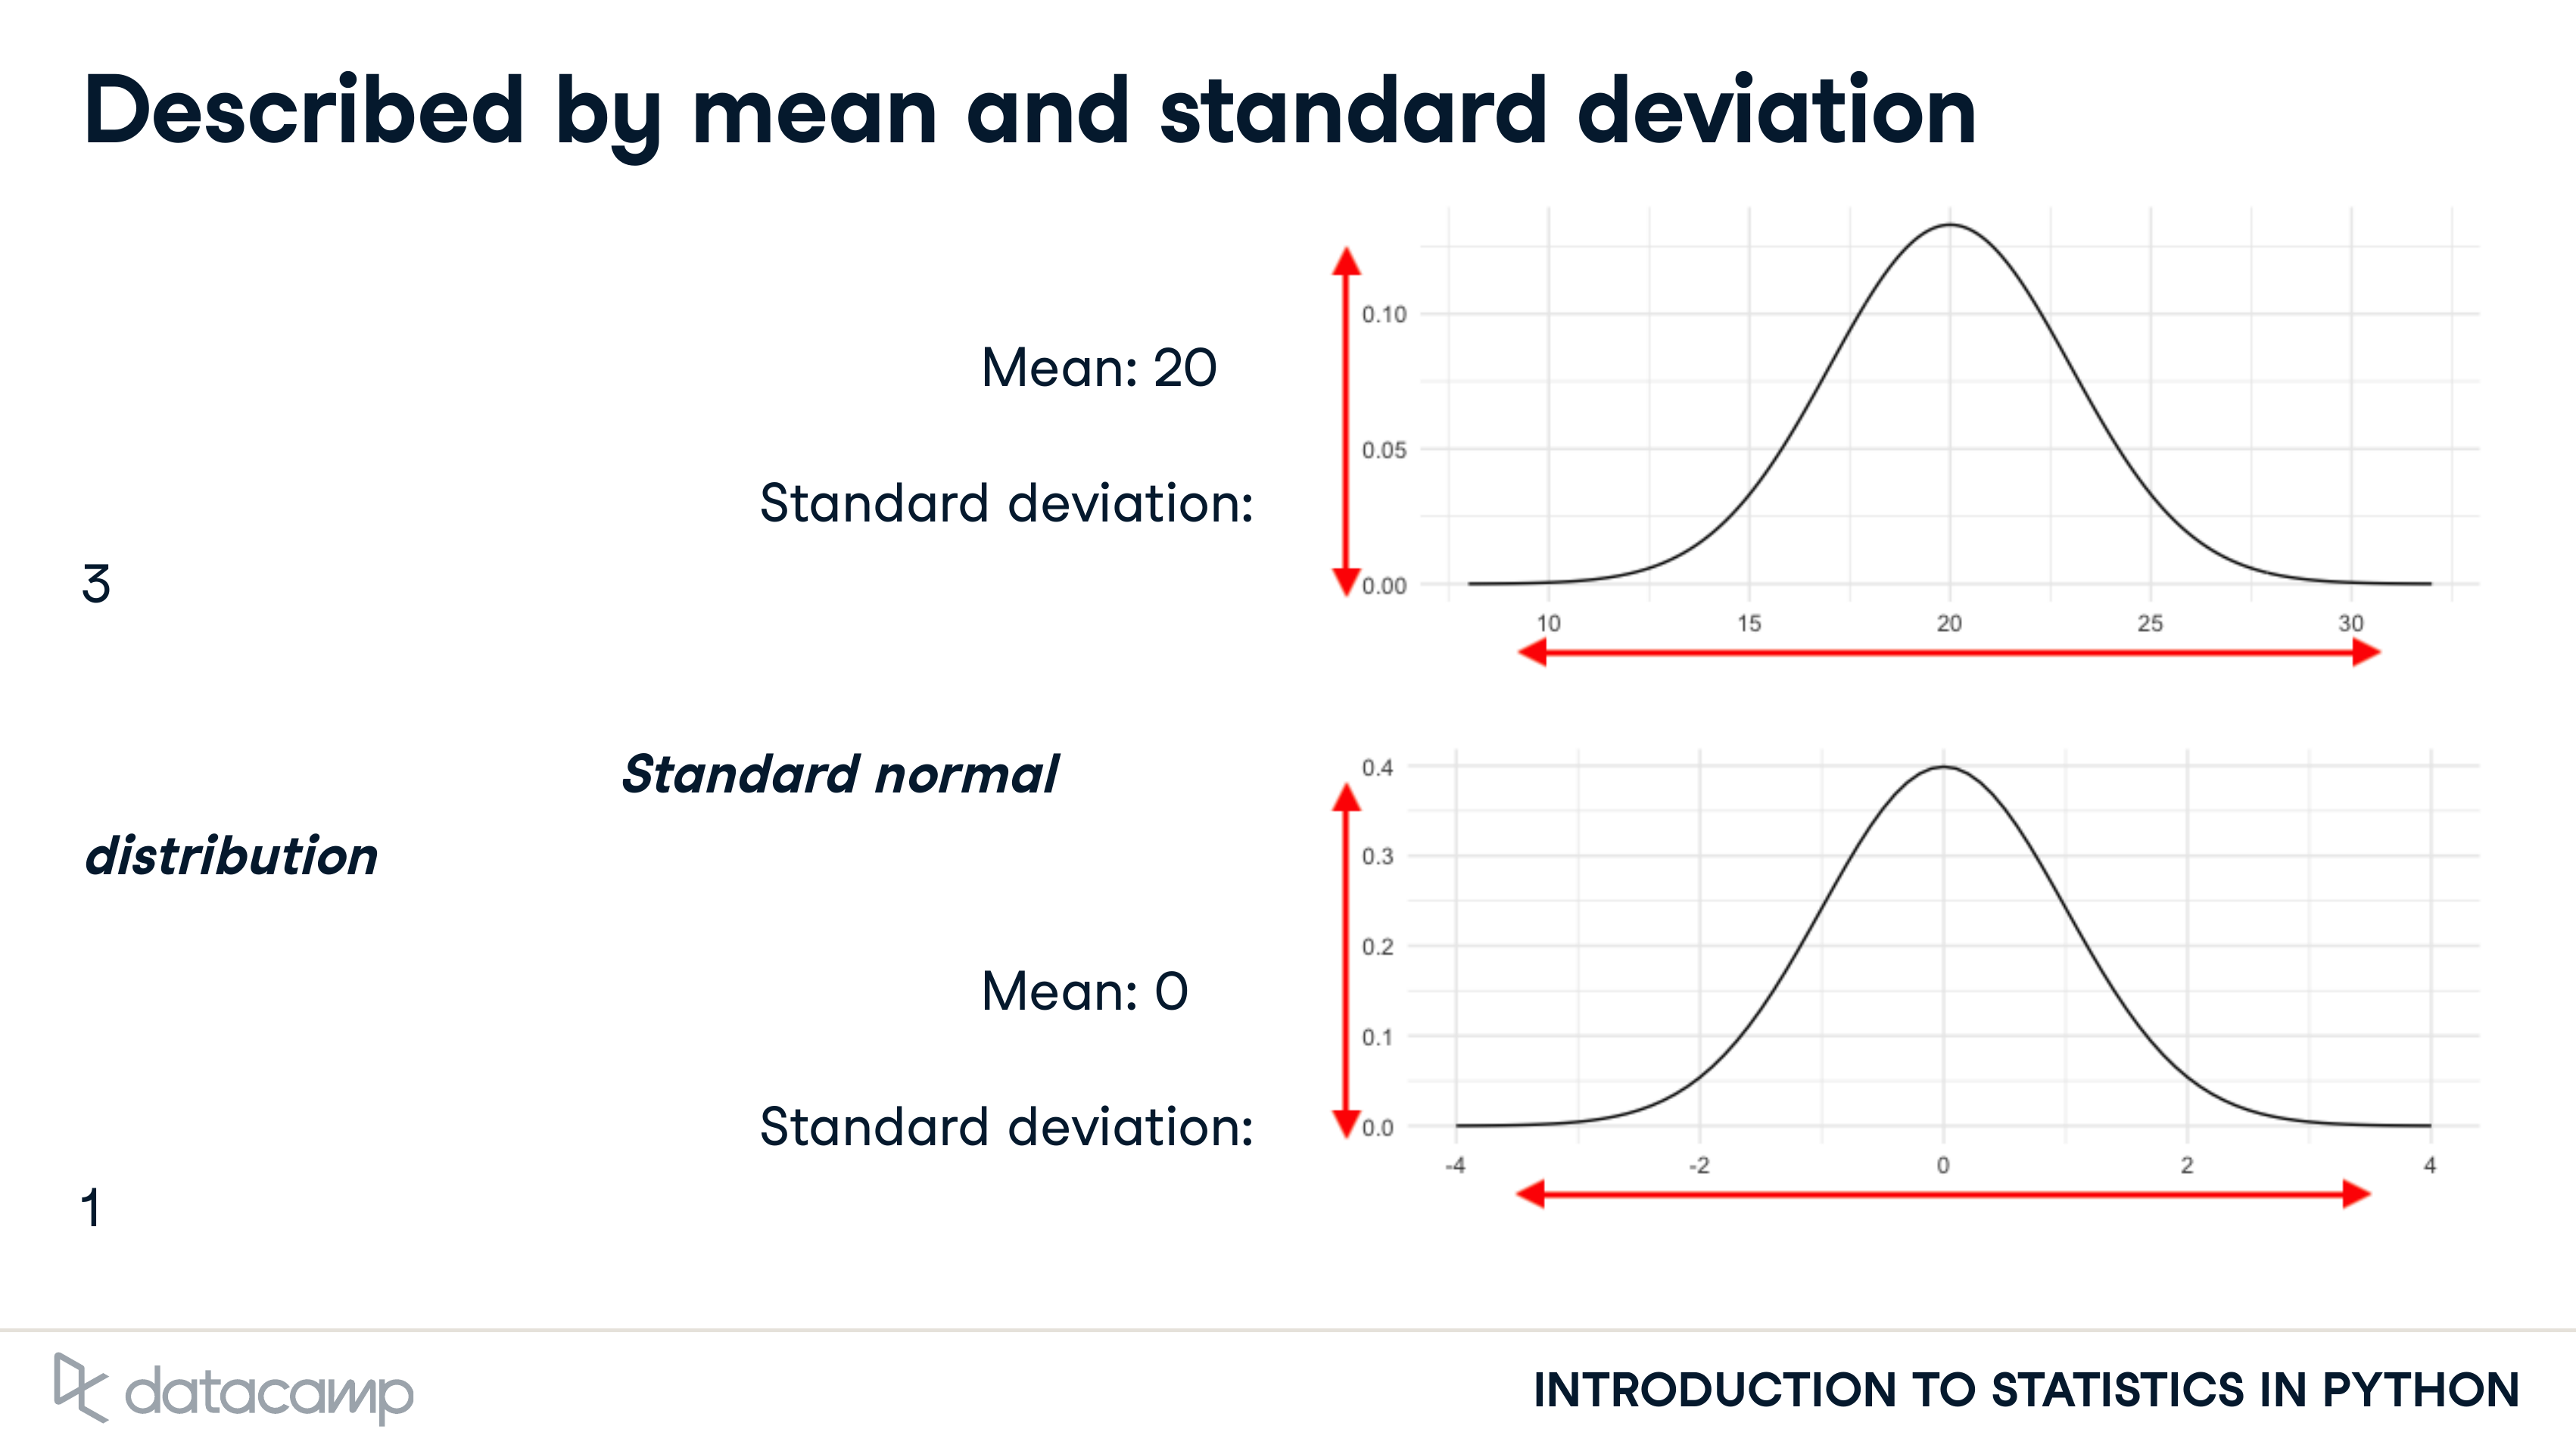 Described by mean and standard deviation
Mean: 20
Standard deviation:
3
0.10
0.05
0.00
10 15 20 25 30
Standard normal
distribution
Mean: 0
Standard deviation:
1
0.4
0.3
0.2
0.1
0.0
-4 -2 0 2 4
datacamp
INTRODUCTION TO STATISTICS IN PYTHON